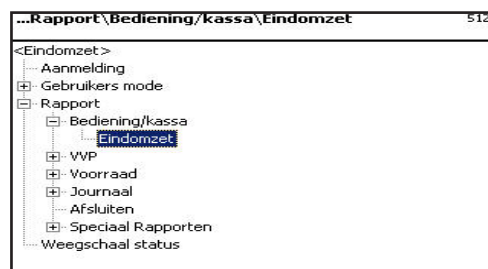 ...Rapport\Bediening/kassa\Eindomzet 512
<Eindomzet>
Aanmelding
Gebruikers mode
Rapport
Bediening/kassa
Eindomzet
VVP
Voorraad
Journaal
Afsluiten
Speciaal Rapporten
Weegschaal status